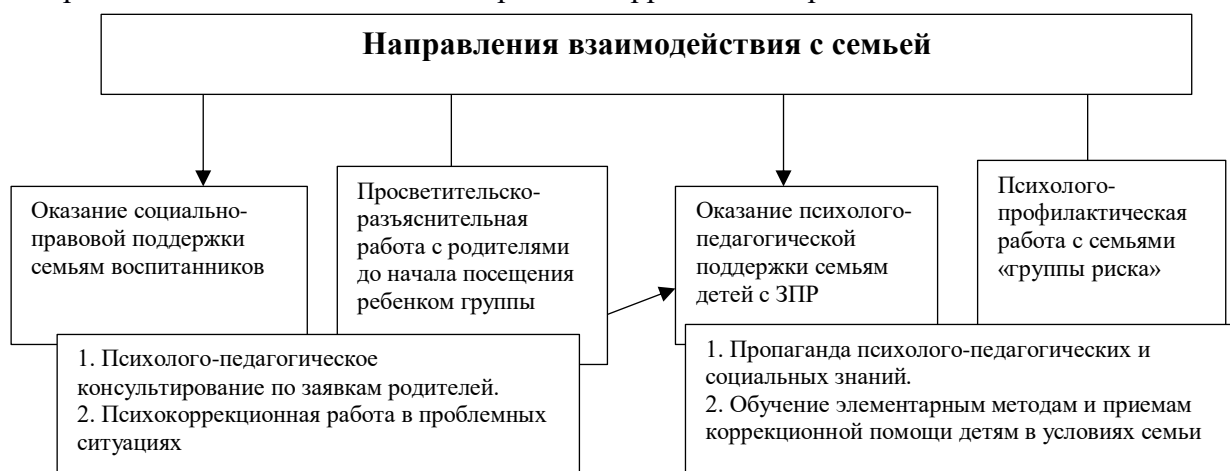 Направления взаимодействия с семьей
Оказание социально-
правовой поддержки
семьям воспитанников
Просветительско-
разъяснительная
работа с родителями
до начала посещения
ребенком группы
Оказание психолого-
педагогической
поддержки семьям
детей с ЗПР
Психолого-
профилактическая
работа с семьями
«группы риска»
1. Психолого-педагогическое
консультирование по заявкам родителей.
2. Психокоррекционная работа в проблемных
ситуациях
1. Пропаганда психолого-педагогических и
социальных знаний.
2. Обучение элементарным методам и приемам
коррекционной помощи детям в условиях семьи